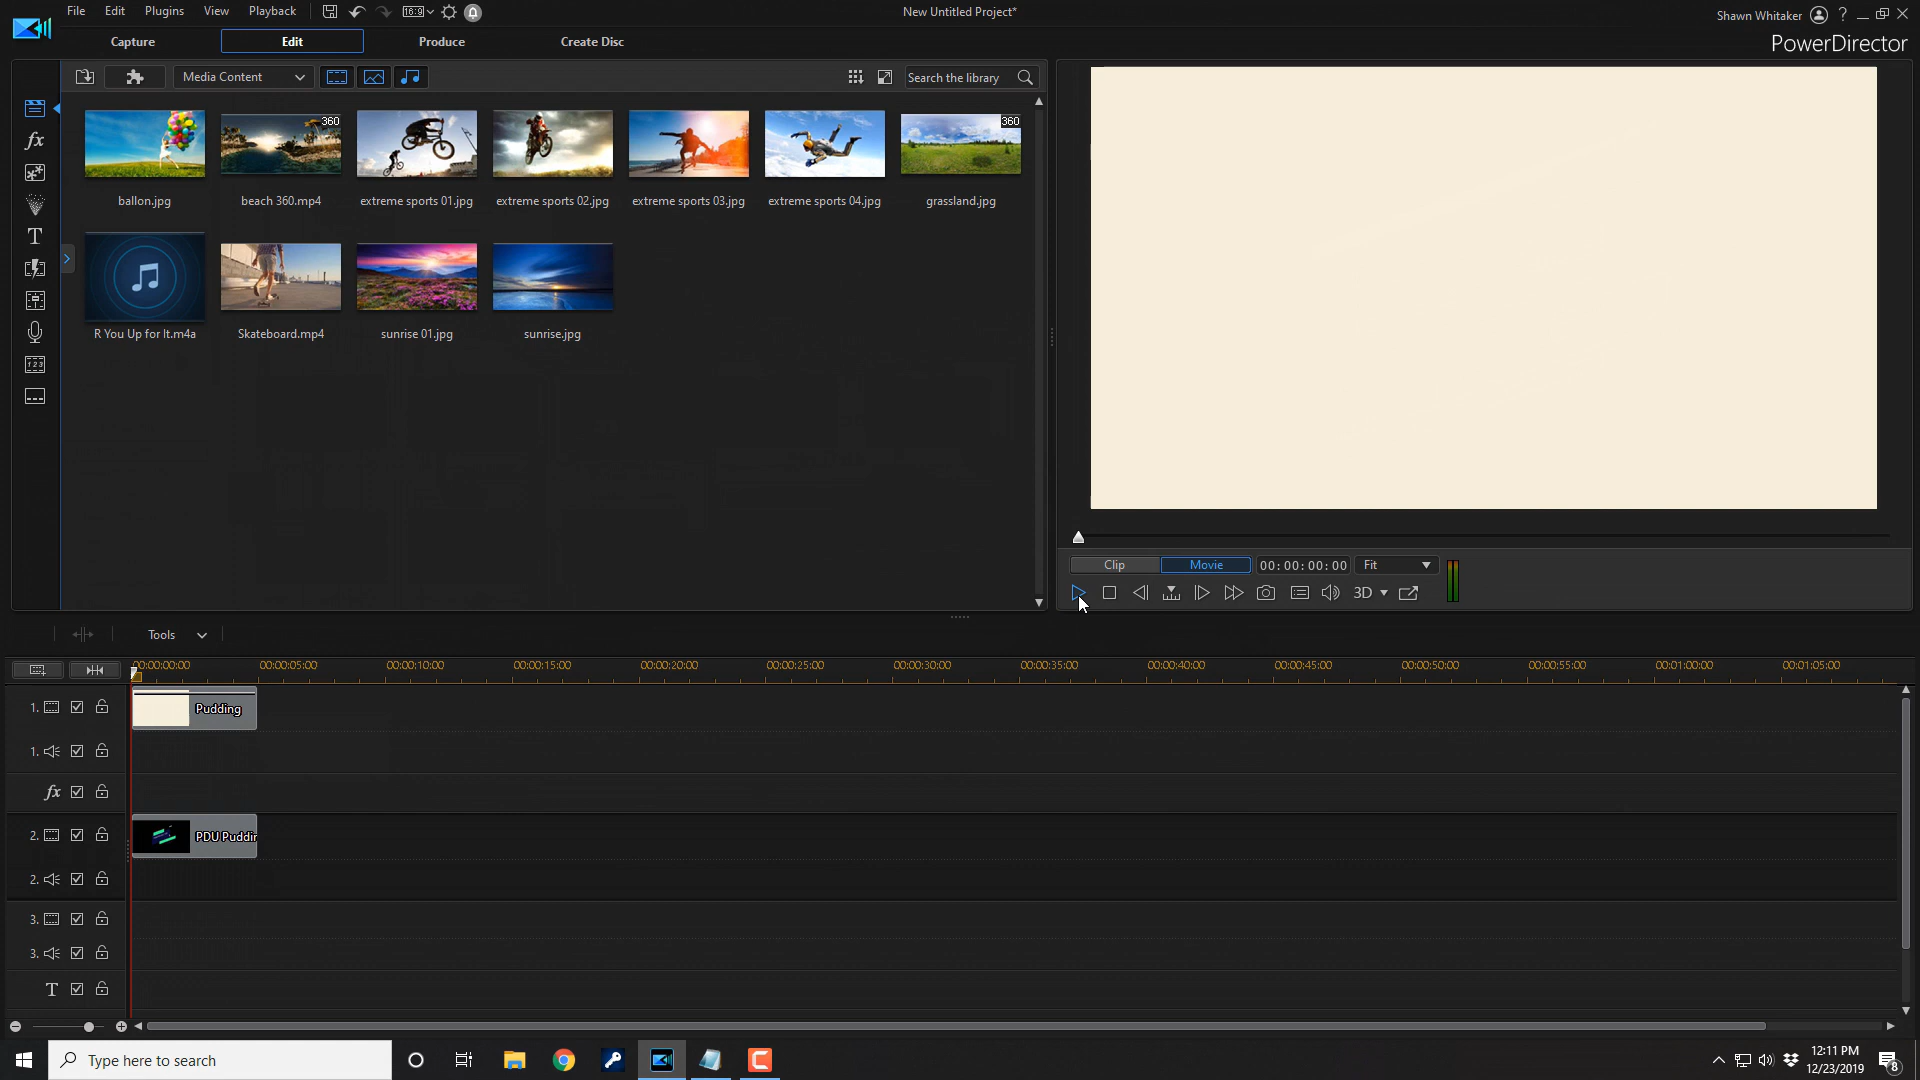 File Edit Plugins View Playback 16:9 New Untitled Project* Shawn Whitaker ?
Capture Edit Produce Create Disc PowerDirector
Media Content Search the library
360 360
ballon.jpg beach 360.mp4 extreme sports 01.jpg extreme sports 02.jpg extreme sports 03.jpg extreme sports 04.jpg grassland.jpg
fx
T
R You Up for It.m4a Skateboard.mp4 sunrise 01.jpg sunrise.jpg
Clip Movie 00:00:00:00 Fit
3D
Tools
00:00:00:00 00:00:05:00 00:00:10:00 00:00:15:00 00:00:20:00 00:00:25:00 00:00:30:00 00:00:35:00 00:00:40:00 00:00:45:00 00:00:50:00 00:00:55:00 00:01:00:00 00:01:05:00
1. Pudding
1.
fx
2. PDU Puddin
2.
3.
3.
T
Type here to search
12:11 PM
12/23/2019
8